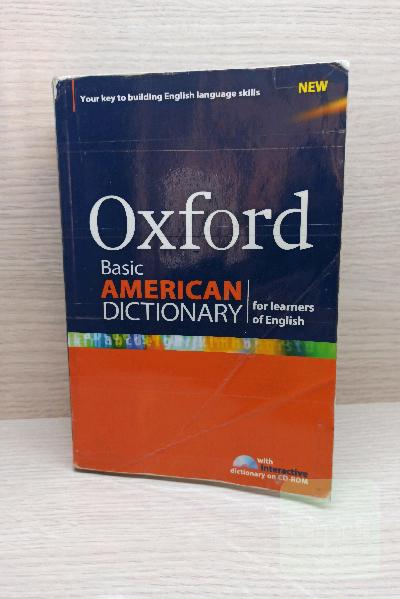 Your key to building English language skills
NEW
Oxford
Basic
AMERICAN
DICTIONARY
for learners
of English
with
interactive
dictionary on CD-ROM